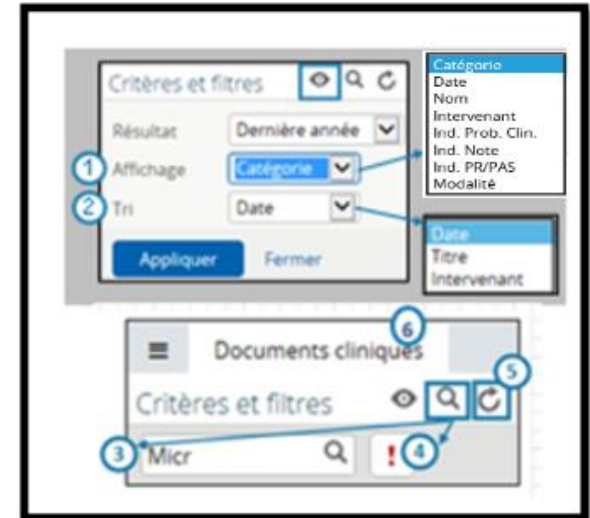 Critères et filtres
Résultat Dernière année
1 Affichage Catégorie
2 Tri Date
Appliquer Fermer
Catégorie
Date
Nom
Intervenant
Ind. Prob. Clin.
Ind. Note
Ind. PR/PAS
Modalité
Date
Titre
Intervenant
6
Documents cliniques
5
Critères et filtres
3 Micr ! 4